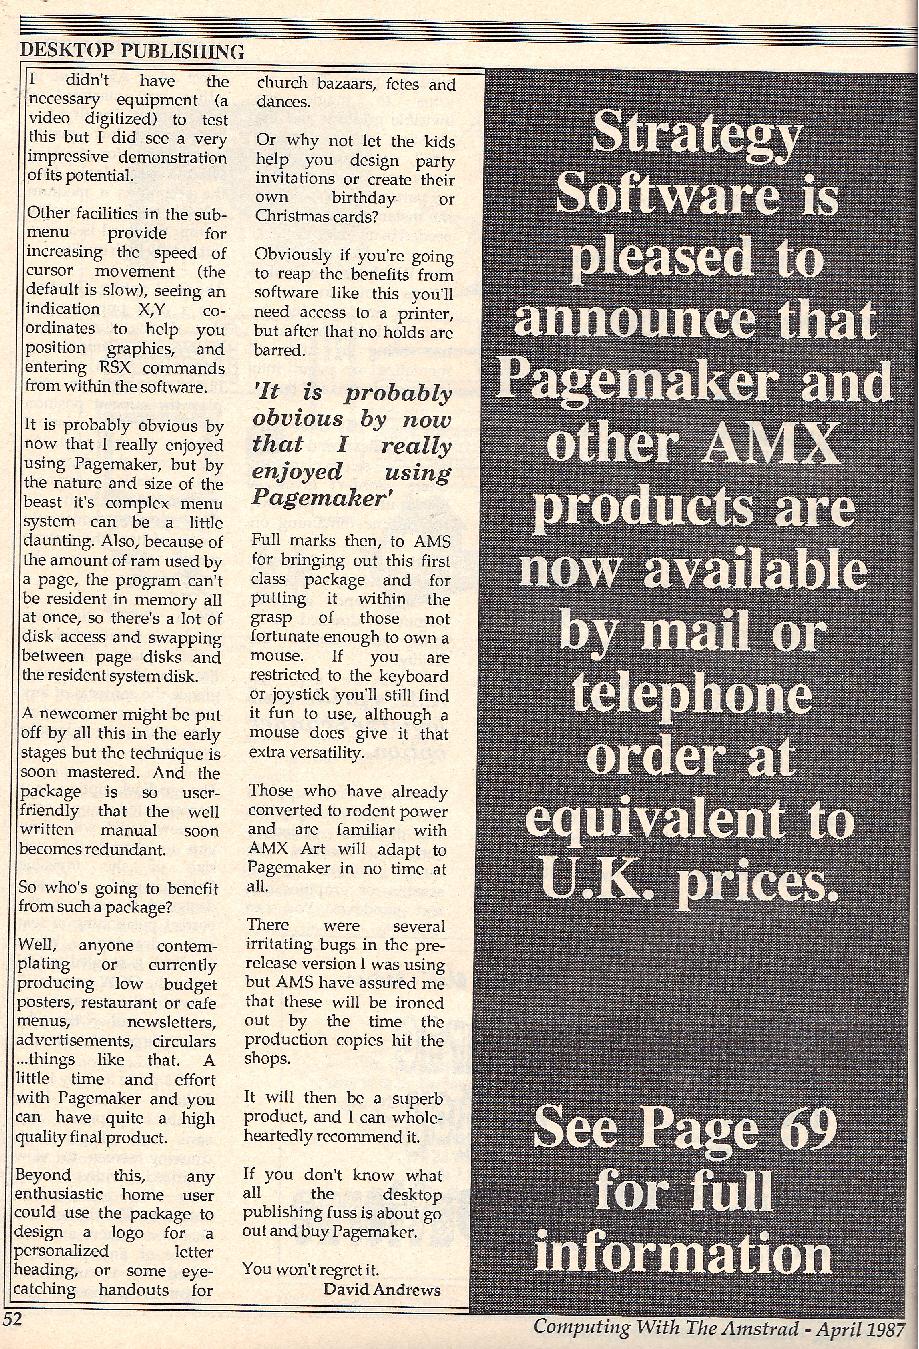 DESKTOP PUBLISHING
I didn't have the
necessary equipment (a
video digitized) to test
this but I did see a very
impressive demonstration
of its potential.
Other facilities in the sub-
menu provide for
increasing the speed of
cursor movement (the
default is slow), seeing an
indication X,Y co-
ordinates to help you
position graphics, and
entering RSX commands
from within the software.
It is probably obvious by
now that I really enjoyed
using Pagemaker, but by
the nature and size of the
beast it's complex menu
system can be a little
daunting. Also, because of
the amount of ram used by
a page, the program can't
be resident in memory all
at once, so there's a lot of
disk access and swapping
between page disks and
the resident system disk.
A newcomer might be put
off by all this in the early
stages but the technique is
soon mastered. And the
package is so user-
friendly that the well
written manual soon
becomes redundant.
So who's going to benefit
from such a package?
Well, anyone contem-
plating or currently
producing low budget
posters, restaurant or cafe
menus, newsletters,
advertisements, circulars
...things like that. A
little time and effort
with Pagemaker and you
can have quite a high
quality final product.
Beyond this, any
enthusiastic home user
could use the package to
design a logo for a
personalized letter
heading, or some eye-
catching handouts for
church bazaars, fetes and
dances.
Or why not let the kids
help you design party
invitations or create their
own birthday or
Christmas cards?
Obviously if you're going
to reap the benefits from
software like this you'll
need access to a printer,
but after that no holds are
barred.
'It is probably
obvious by now
that I really
enjoyed using
Pagemaker'
Full marks then, to AMS
for bringing out this first
class package and for
putting it within the
grasp of those not
fortunate enough to own a
mouse. If you are
restricted to the keyboard
or joystick you'll still find
it fun to use, although a
mouse does give it that
extra versatility.
Those who have already
converted to rodent power
and are familiar with
AMX Art will adapt to
Pagemaker in no time at
all.
There were several
irritating bugs in the pre-
release version I was using
but AMS have assured me
that these will be ironed
out by the time the
production copies hit the
shops.
It will then be a superb
product, and I can whole-
heartedly recommend it.
If you don't know what
all the desktop
publishing fuss is about go
out and buy Pagemaker.
You won't regret it.
David Andrews
Strategy
Software is
pleased to
announce that
Pagemaker and
other AMX
products are
now available
by mail or
telephone
order at
equivalent to
U.K. prices.
See Page 69
for full
information
52
Computing With The Amstrad - April 1987